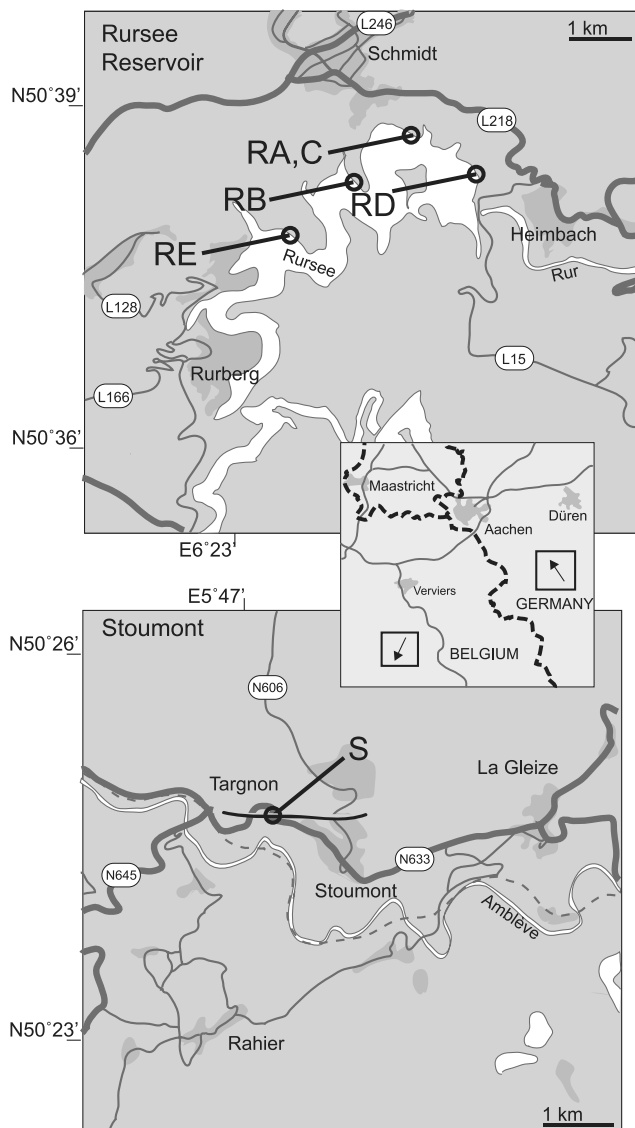 Rursee
Reservoir
L246
Schmidt
1 km
N50˚39'
L218
RA,C
RB
RD
RE
Heimbach
Rursee
Rur
L128
L15
Rurberg
L166
N50˚36'
E6˚23'
Maastricht
Düren
Aachen
Verviers
GERMANY
BELGIUM
E5˚47'
Stoumont
N50˚26'
N606
S
Targnon
La Gleize
N633
N645
Stoumont
Amblève
N50˚23'
Rahier
1 km